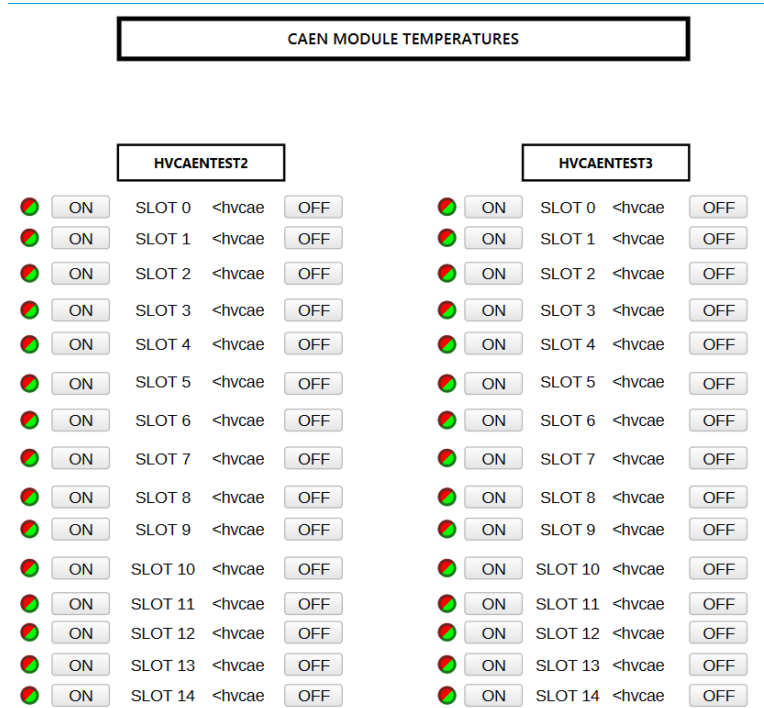 CAEN MODULE TEMPERATURES
HVCAENTEST2 HVCAENTEST3
ON SLOT 0 <hvcae OFF ON SLOT 0 <hvcae OFF
ON SLOT 1 <hvcae OFF ON SLOT 1 <hvcae OFF
ON SLOT 2 <hvcae OFF ON SLOT 2 <hvcae OFF
ON SLOT 3 <hvcae OFF ON SLOT 3 <hvcae OFF
ON SLOT 4 <hvcae OFF ON SLOT 4 <hvcae OFF
ON SLOT 5 <hvcae OFF ON SLOT 5 <hvcae OFF
ON SLOT 6 <hvcae OFF ON SLOT 6 <hvcae OFF
ON SLOT 7 <hvcae OFF ON SLOT 7 <hvcae OFF
ON SLOT 8 <hvcae OFF ON SLOT 8 <hvcae OFF
ON SLOT 9 <hvcae OFF ON SLOT 9 <hvcae OFF
ON SLOT 10 <hvcae OFF ON SLOT 10 <hvcae OFF
ON SLOT 11 <hvcae OFF ON SLOT 11 <hvcae OFF
ON SLOT 12 <hvcae OFF ON SLOT 12 <hvcae OFF
ON SLOT 13 <hvcae OFF ON SLOT 13 <hvcae OFF
ON SLOT 14 <hvcae OFF ON SLOT 14 <hvcae OFF